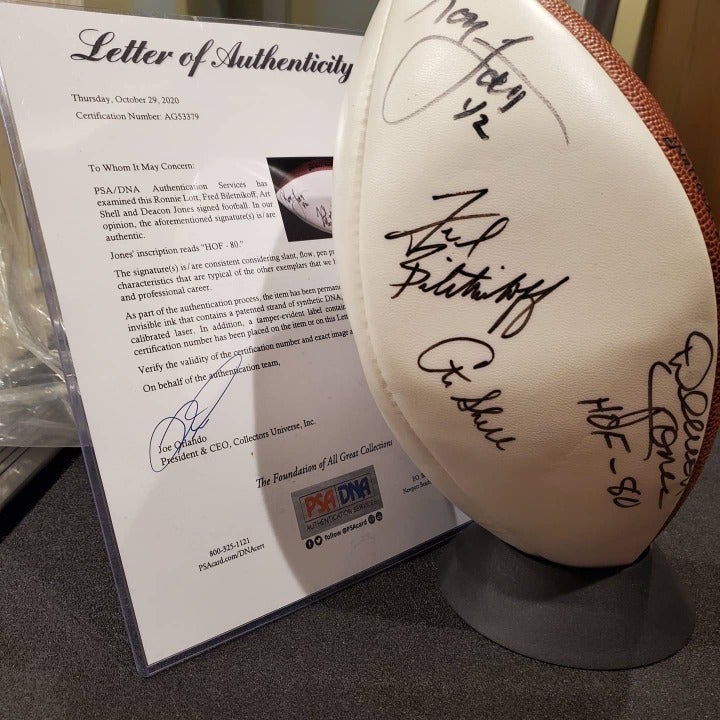 Letter of Authenticity
Thursday, October 29, 2020
Certification Number: AG53379
To Whom It May Concern:
PSA/DNA Authentication Services has
examined this Ronnie Lott, Fred Biletnikoff, Art
Shell and Deacon Jones signed football. In our
opinion, the aforementioned signature(s) is/are
authentic.
Jones' inscription reads "HOF - 80."
The signature(s) is/are consistent considering slant, flow, pen
characteristics that are typical of the other exemplars that we
and professional career.
As part of the authentication process, the item has been
invisible ink that contains a patented strand of synthetic DNA,
calibrated laser. In addition, a tamper-evident label
certification number has been placed on the item or on this
Verify the validity of the certification number and exact image
On behalf of the authentication team,
Joe Orlando
President & CEO, Collectors Universe, Inc.
The Foundation of All Great
PSA DNA
AUTHENTICATION SERVICES
follow @PSAcard
800-325-1121
PSAcard.com/DNAcert
P.O.
Newport
42
Fred
Biletnikoff
Art Shell
Deacon
Jones
HOF-80